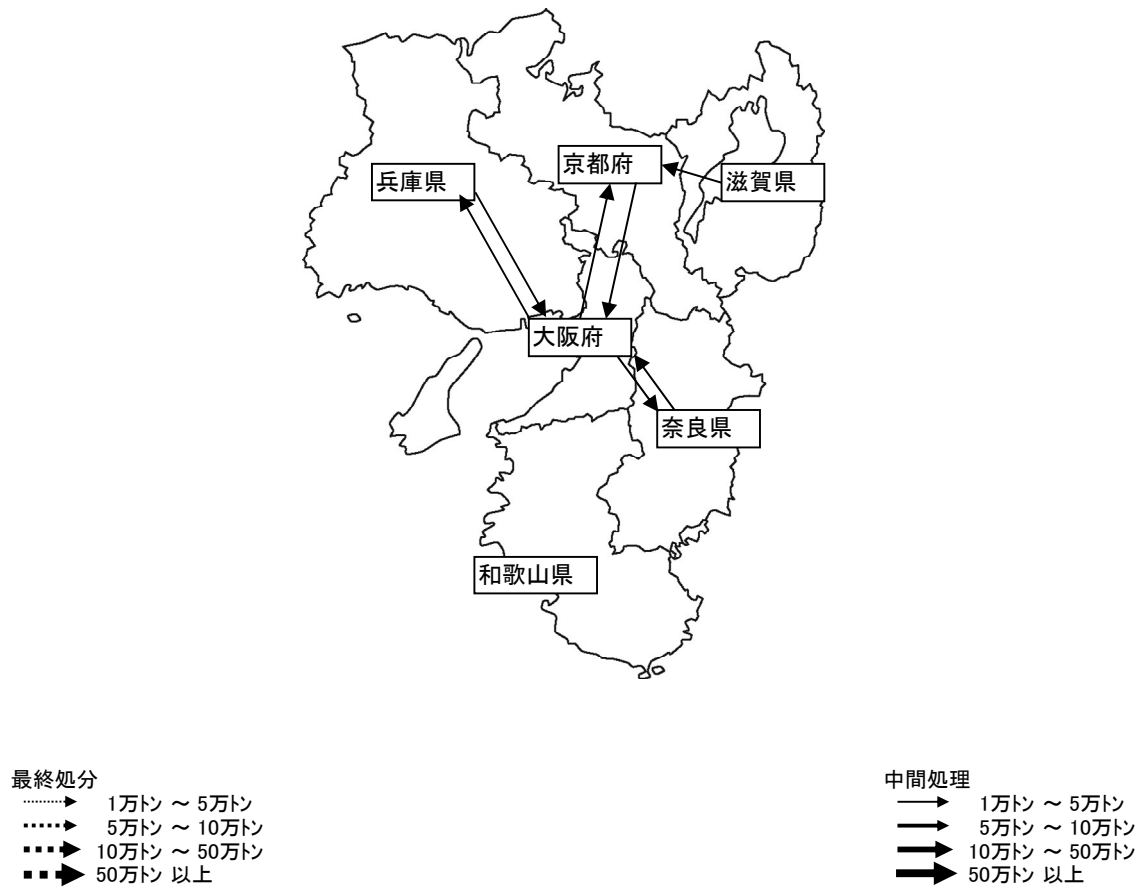 京都府
兵庫県
滋賀県
大阪府
奈良県
和歌山県
最終処分
1万トン ～ 5万トン
5万トン ～ 10万トン
10万トン ～ 50万トン
50万トン 以上
中間処理
1万トン ～ 5万トン
5万トン ～ 10万トン
10万トン ～ 50万トン
50万トン 以上